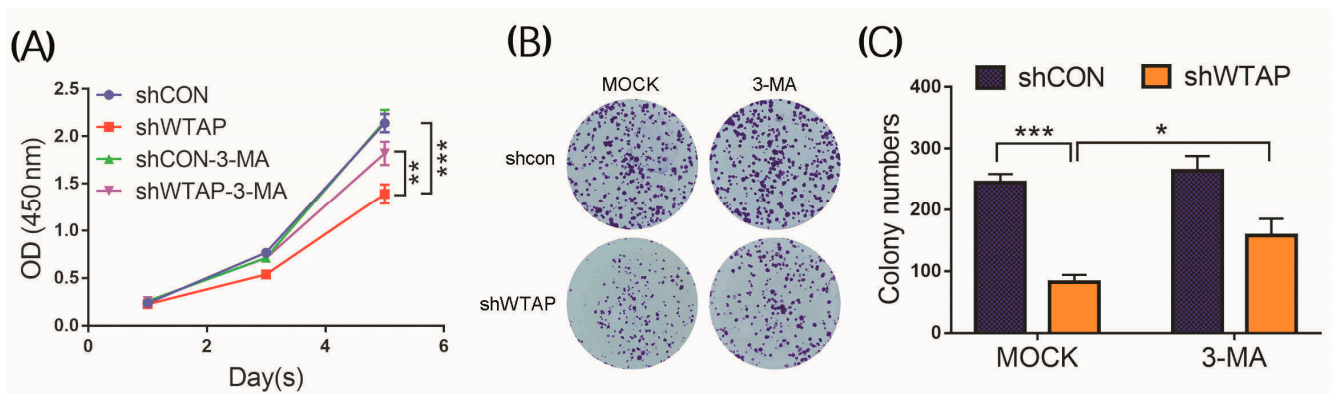 (A)
2.5
2.0
1.5
1.0
0.5
0.0
OD (450 nm)
shCON
shWTAP
shCON-3-MA
shWTAP-3-MA
**
***
0
2
4
6
Day(s)
(B)
MOCK
3-MA
shcon
shWTAP
(C)
shCON
shWTAP
400
300
200
100
0
Colony numbers
***
*
MOCK
3-MA